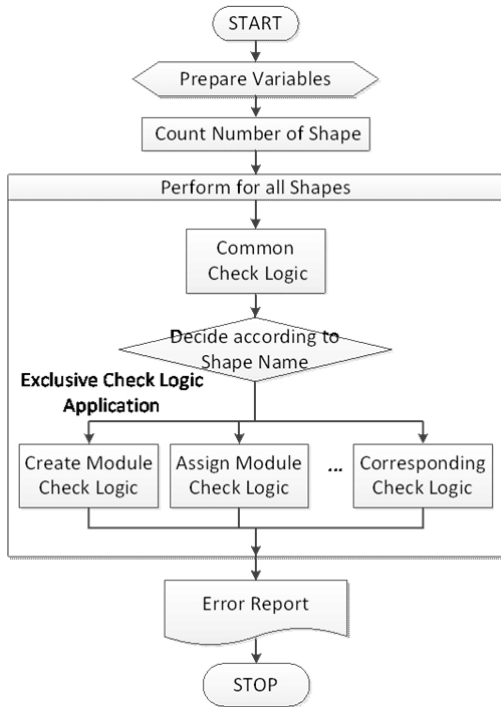 START
Prepare Variables
Count Number of Shape
Perform for all Shapes
Common
Check Logic
Decide according to
Shape Name
Exclusive Check Logic
Application
Create Module
Check Logic
Assign Module
Check Logic
...
Corresponding
Check Logic
Error Report
STOP